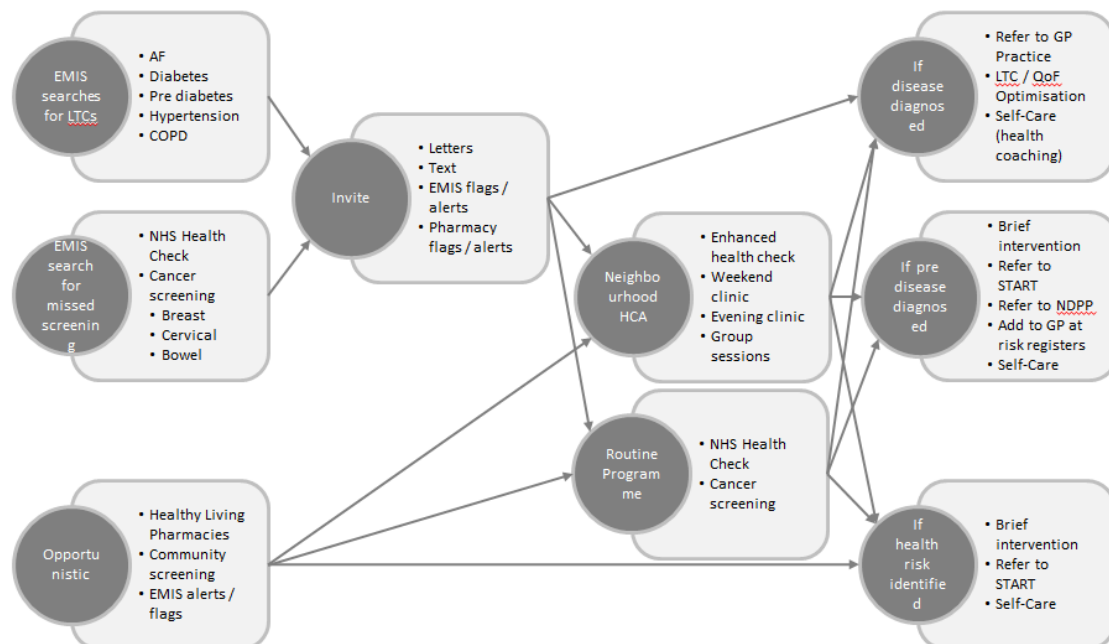 EMIS
searches
for LTCs
• AF
• Diabetes
• Pre diabetes
• Hypertension
• COPD
EMIS
search
for
missed
screenin
g
• NHS Health
Check
• Cancer
screening
• Breast
• Cervical
• Bowel
Opportu
nistic
• Healthy Living
Pharmacies
• Community
screening
• EMIS alerts /
flags
Invite
• Letters
• Text
• EMIS flags /
alerts
• Pharmacy
flags / alerts
Neighbo
urhood
HCA
• Enhanced
health check
• Weekend
clinic
• Evening clinic
• Group
sessions
Routine
Program
me
• NHS Health
Check
• Cancer
screening
If
disease
diagnos
ed
• Refer to GP
Practice
• LTC / QoF
Optimisation
• Self-Care
(health
coaching)
If pre
disease
diagnos
ed
• Brief
intervention
• Refer to
START
• Refer to NDPP
• Add to GP at
risk registers
• Self-Care
If
health
risk
identifie
d
• Brief
intervention
• Refer to
START
• Self-Care